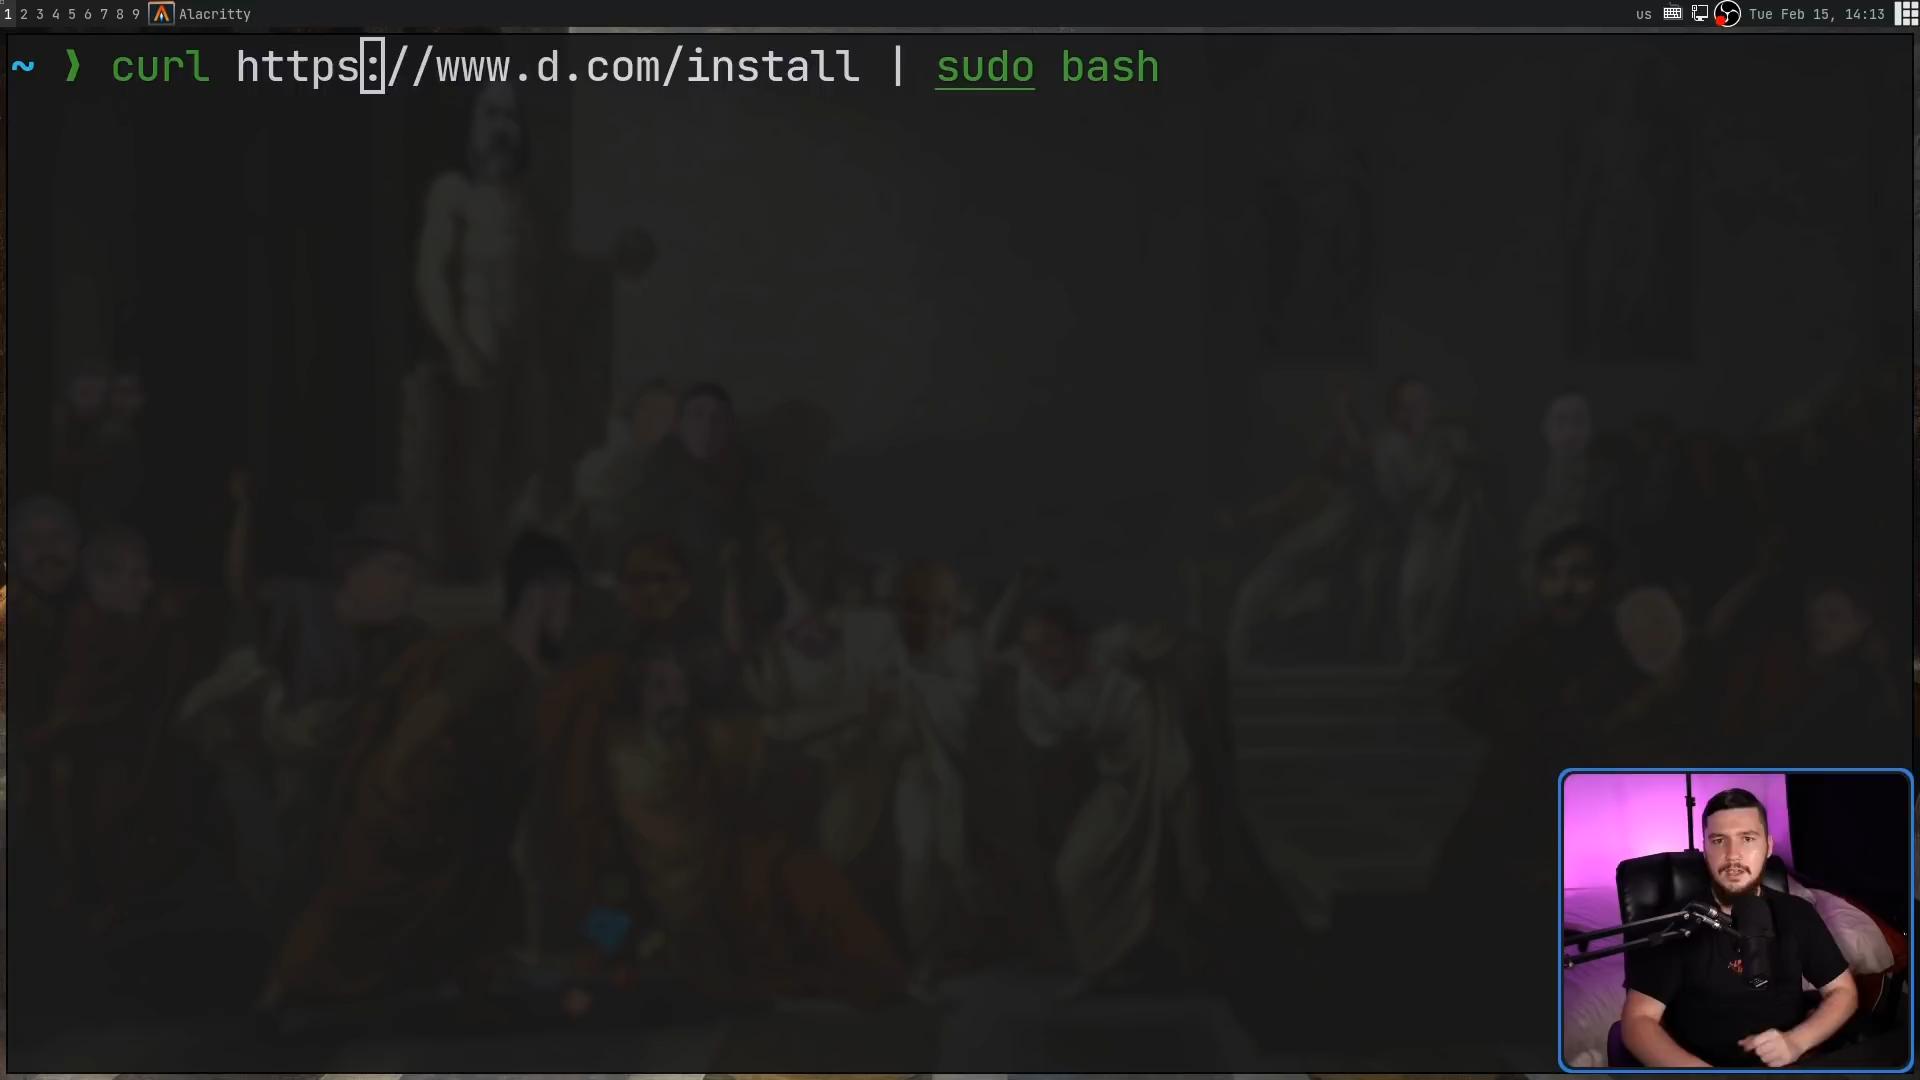 1 2 3 4 5 6 7 8 9 Alacritty us Tue Feb 15, 14:13
~ ❯ curl https://www.d.com/install | sudo bash